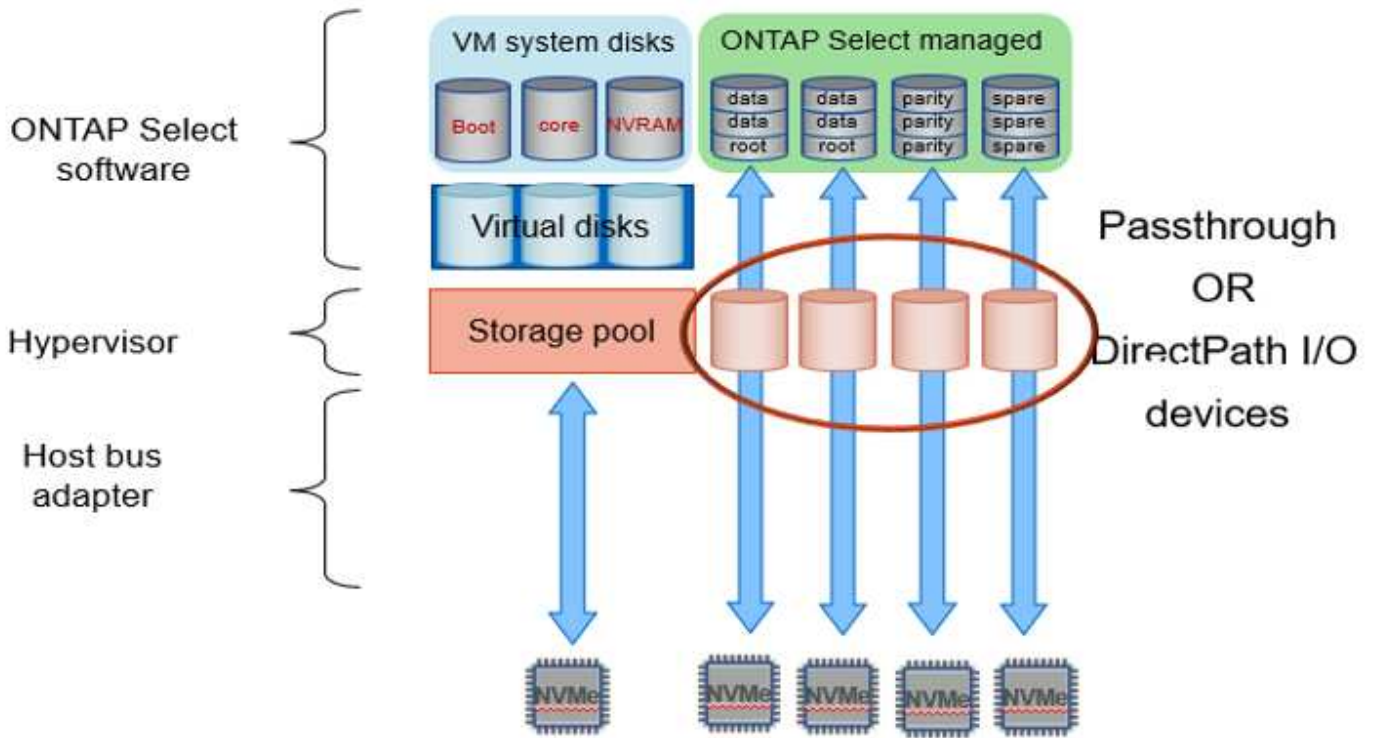 VM system disks
ONTAP Select managed
Boot
core
NVRAM
data
data
root
data
data
root
parity
parity
parity
spare
spare
spare
ONTAP Select
software
Virtual disks
Passthrough
OR
DirectPath I/O
devices
Hypervisor
Storage pool
Host bus
adapter
NVMe
NVMe
NVMe
NVMe
NVMe